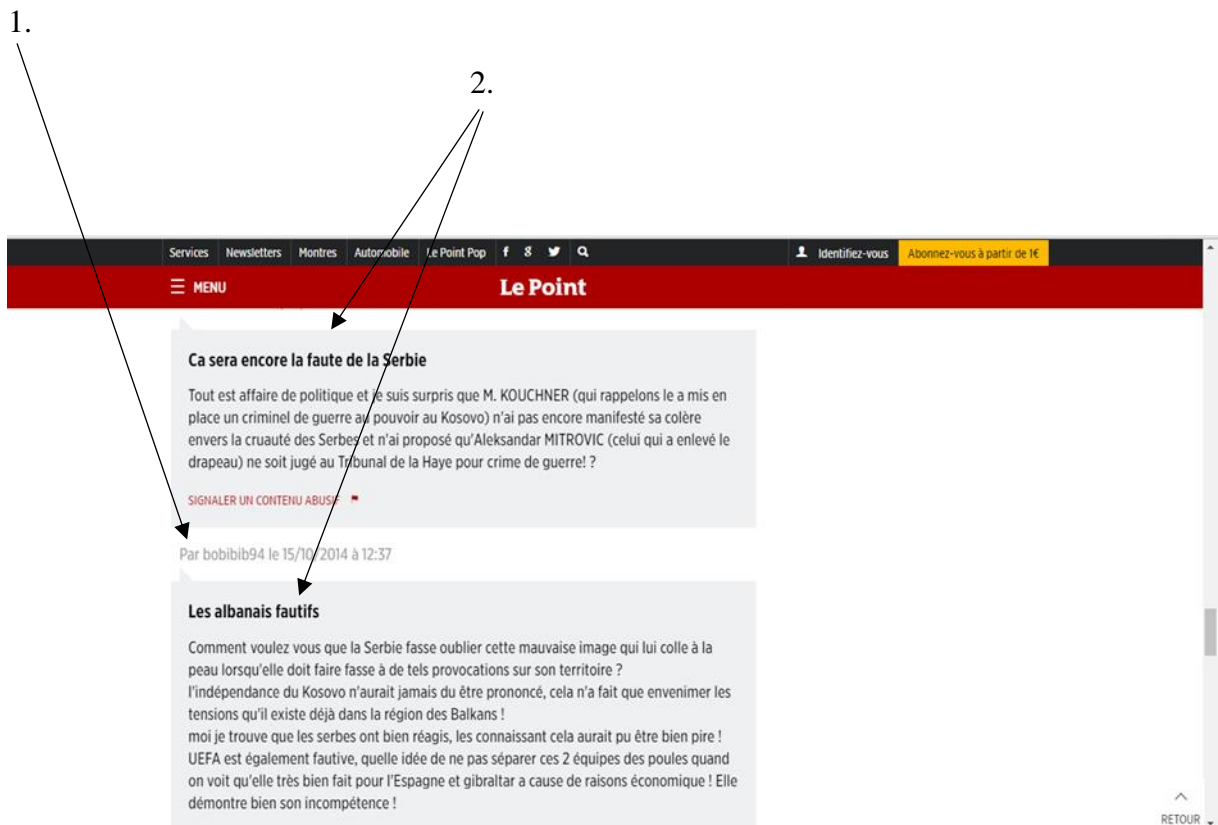 1.
2.
Services Newsletters Montres Automobile Le Point Pop Identifiez-vous Abonnez-vous à partir de 1€
MENU Le Point
Ca sera encore la faute de la Serbie
Tout est affaire de politique et je suis surpris que M. KOUCHNER (qui rappelons le a mis en
place un criminel de guerre au pouvoir au Kosovo) n'ai pas encore manifesté sa colère
envers la cruauté des Serbes et n'ai proposé qu'Aleksandar MITROVIC (celui qui a enlevé le
drapeau) ne soit jugé au Tribunal de la Haye pour crime de guerre! ?
SIGNALER UN CONTENU ABUSIF
Par bobibib94 le 15/10/2014 à 12:37
Les albanais fautifs
Comment voulez vous que la Serbie fasse oublier cette mauvaise image qui lui colle à la
peau lorsqu'elle doit faire fasse à de tels provocations sur son territoire ?
l'indépendance du Kosovo n'aurait jamais du être prononcé, cela n'a fait que envenimer les
tensions qu'il existe déjà dans la région des Balkans !
moi je trouve que les serbes ont bien réagis, les connaissant cela aurait pu être bien pire !
UEFA est également fautive, quelle idée de ne pas séparer ces 2 équipes des poules quand
on voit qu'elle très bien fait pour l'Espagne et gibraltar a cause de raisons économique ! Elle
démontre bien son incompétence !
RETOUR